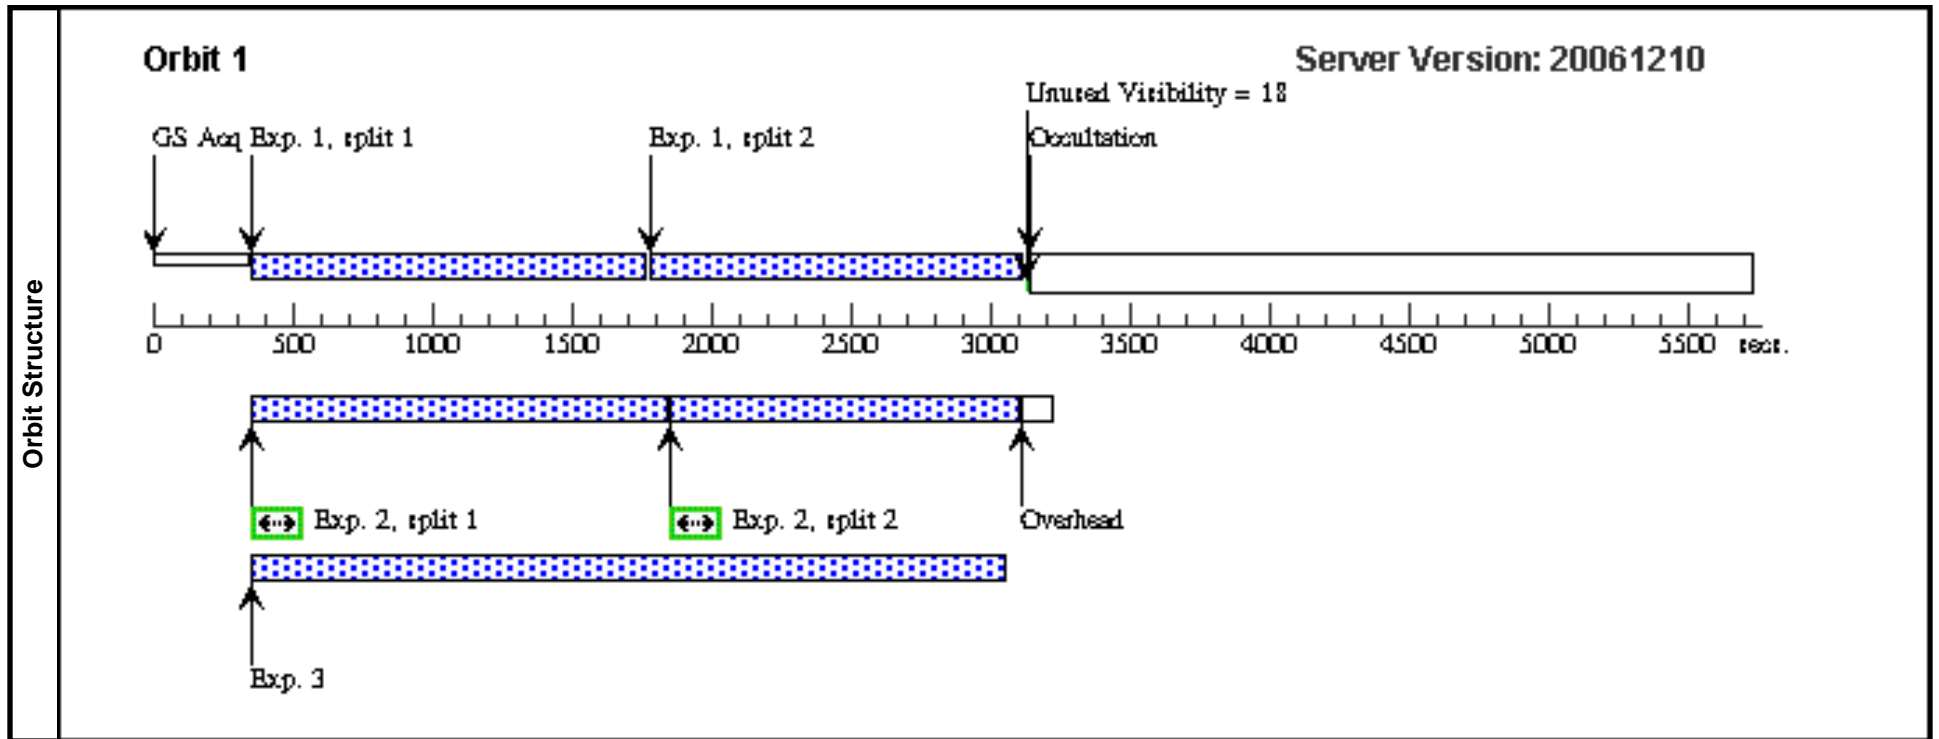 Orbit Structure
Orbit 1
Server Version: 20061210
Unused Visibility = 18
GS Acq Exp. 1, split 1
Exp. 1, split 2
Occultation
0 500 1000 1500 2000 2500 3000 3500 4000 4500 5000 5500 secs.
Exp. 2, split 1
Exp. 2, split 2
Overhead
Exp. 3